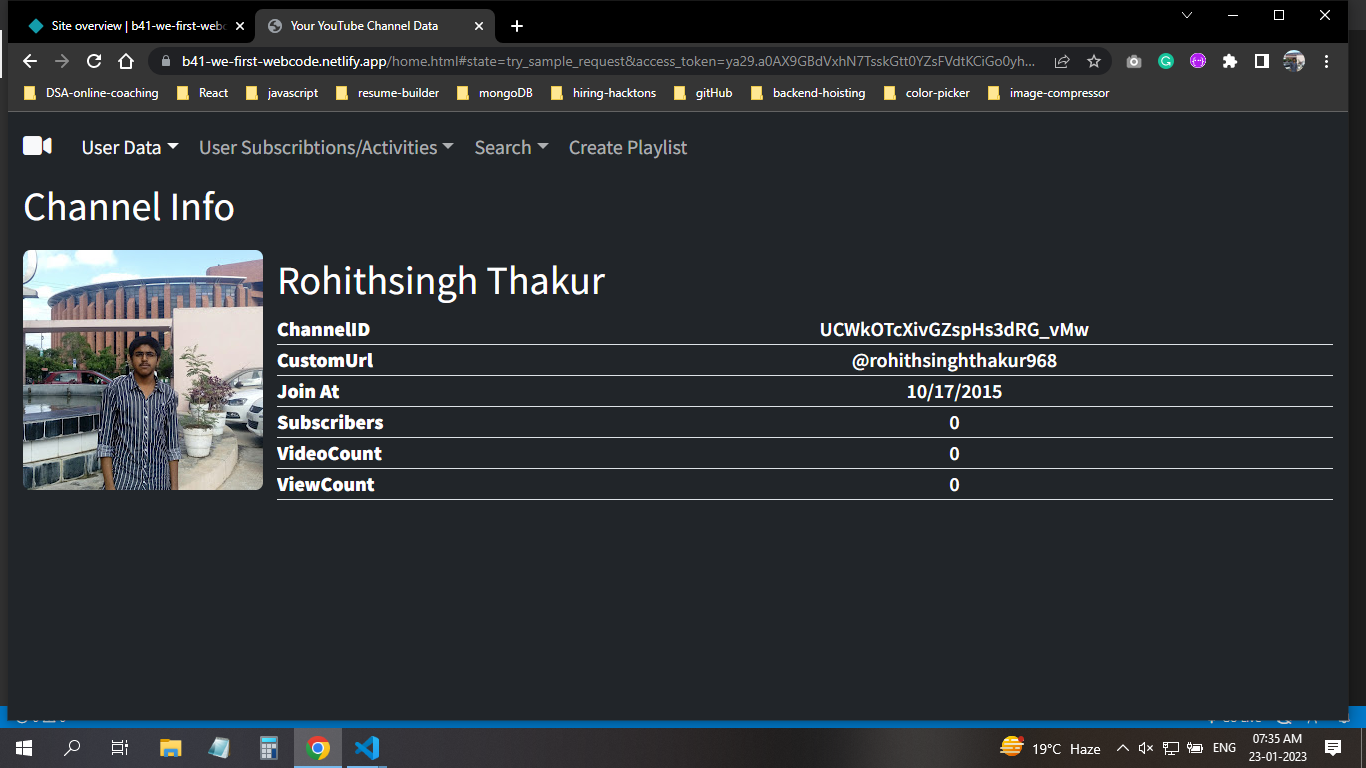 Site overview | b41-we-first-webc
Your YouTube Channel Data
b41-we-first-webcode.netlify.app/home.html#state=try_sample_request&access_token=ya29.a0AX9GBdVxhN7TsskGtt0YZsFVdtKCiGo0yh...
DSA-online-coaching React javascript resume-builder mongoDB hiring-hacktons gitHub backend-hoisting color-picker image-compressor
User Data User Subscribtions/Activities Search Create Playlist
Channel Info
Rohithsingh Thakur
ChannelID UCWkOTcXivGZspHs3dRG_vMw
CustomUrl @rohithsinghthakur968
Join At 10/17/2015
Subscribers 0
VideoCount 0
ViewCount 0
19°C Haze
ENG
07:35 AM
23-01-2023